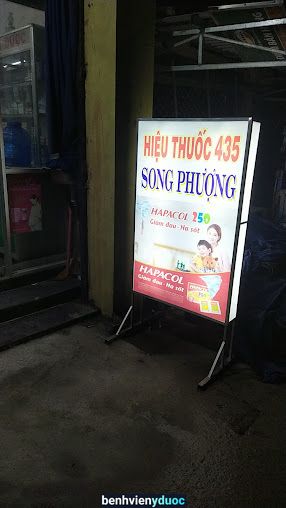 HIỆU THUỐC 435
SONG PHƯỢNG
HAPACOL 250
Giảm đau - Hạ sốt
HAPACOL
Giảm đau - Hạ sốt
benhvienyduoc